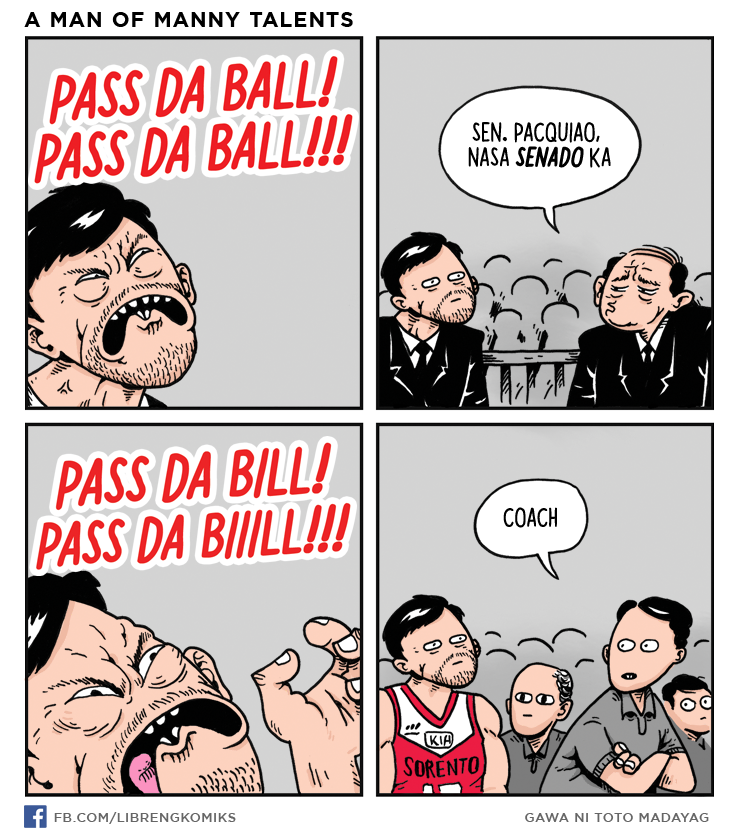 A MAN OF MANNY TALENTS
PASS DA BALL!
PASS DA BALL!!!
SEN. PACQUIAO,
NASA SENADO KA
PASS DA BILL!
PASS DA BIIILL!!!
COACH
KIA
SORENTO
f FB.COM/LIBRENGKOMIKS
GAWA NI TOTO MADAYAG